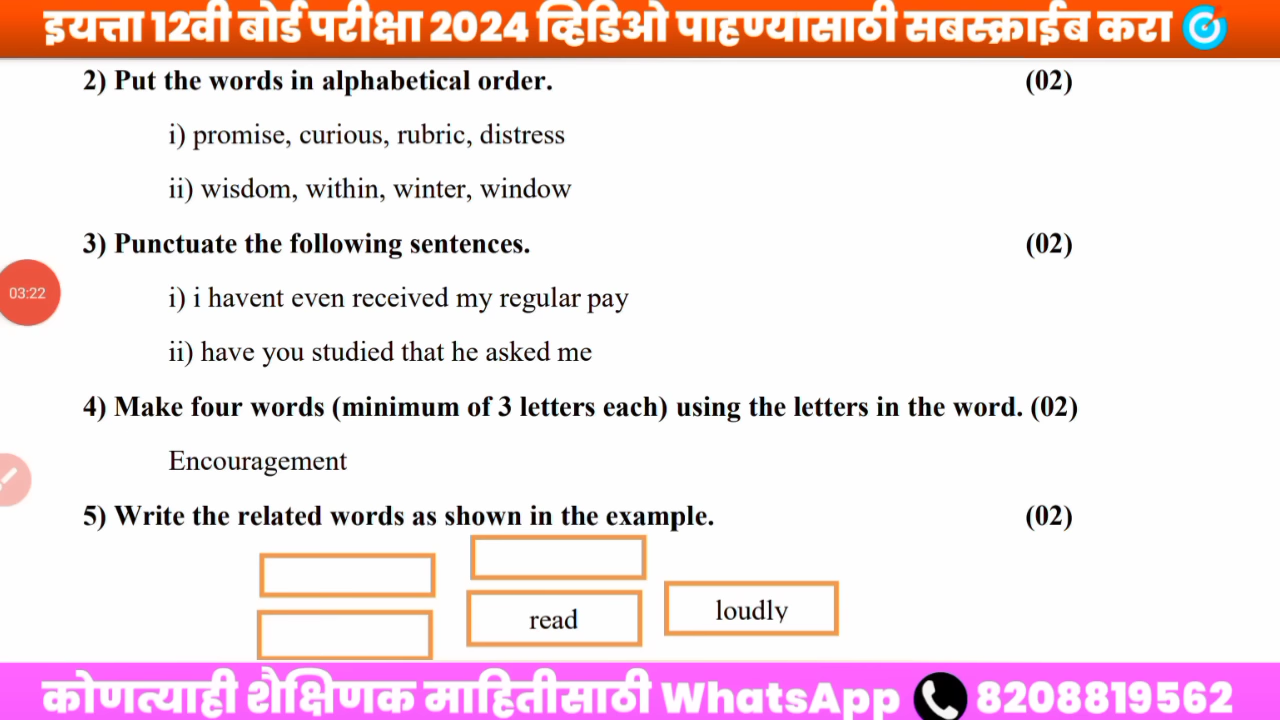 इयत्ता 12वी बोर्ड परीक्षा 2024 व्हिडिओ पाहण्यासाठी सबस्क्राईब करा
2) Put the words in alphabetical order. (02)
i) promise, curious, rubric, distress
ii) wisdom, within, winter, window
3) Punctuate the following sentences. (02)
03:22
i) i havent even received my regular pay
ii) have you studied that he asked me
4) Make four words (minimum of 3 letters each) using the letters in the word. (02)
Encouragement
5) Write the related words as shown in the example. (02)
read
loudly
कोणत्याही शैक्षिणक माहितीसाठी WhatsApp 8208819562